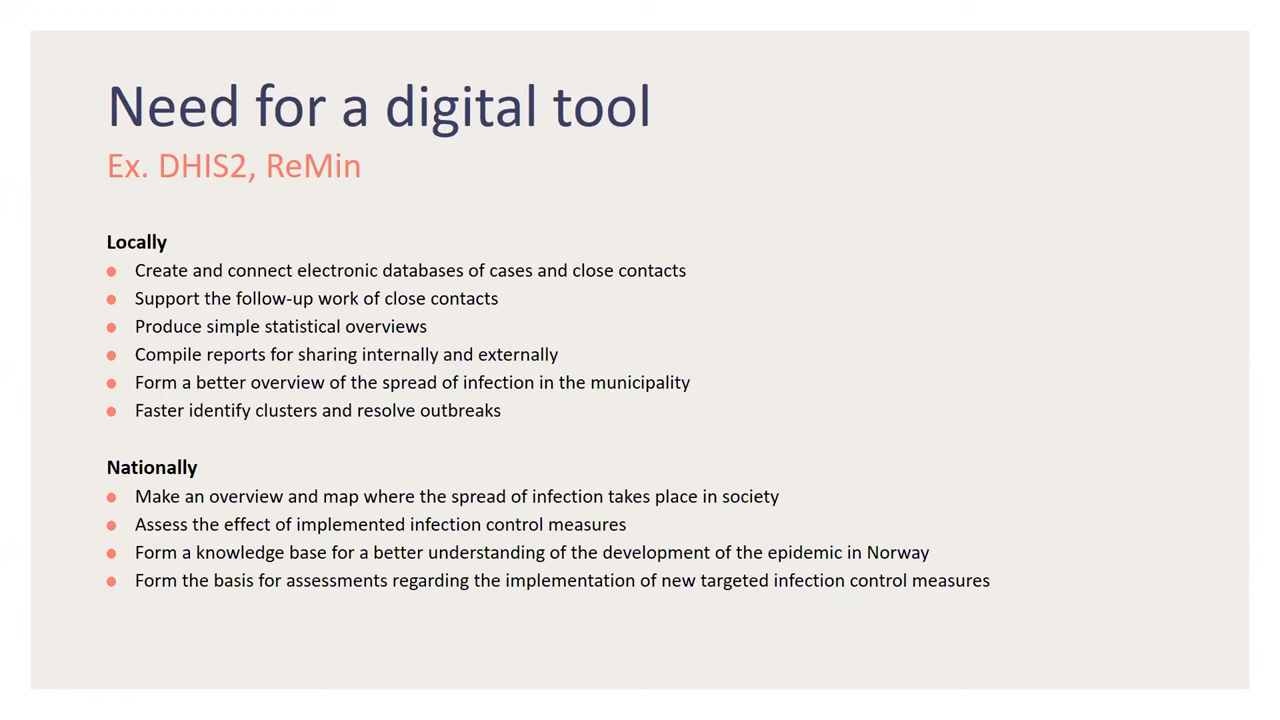 Need for a digital tool
Ex. DHIS2, ReMin
Locally
Create and connect electronic databases of cases and close contacts
Support the follow-up work of close contacts
Produce simple statistical overviews
Compile reports for sharing internally and externally
Form a better overview of the spread of infection in the municipality
Faster identify clusters and resolve outbreaks
Nationally
Make an overview and map where the spread of infection takes place in society
Assess the effect of implemented infection control measures
Form a knowledge base for a better understanding of the development of the epidemic in Norway
Form the basis for assessments regarding the implementation of new targeted infection control measures